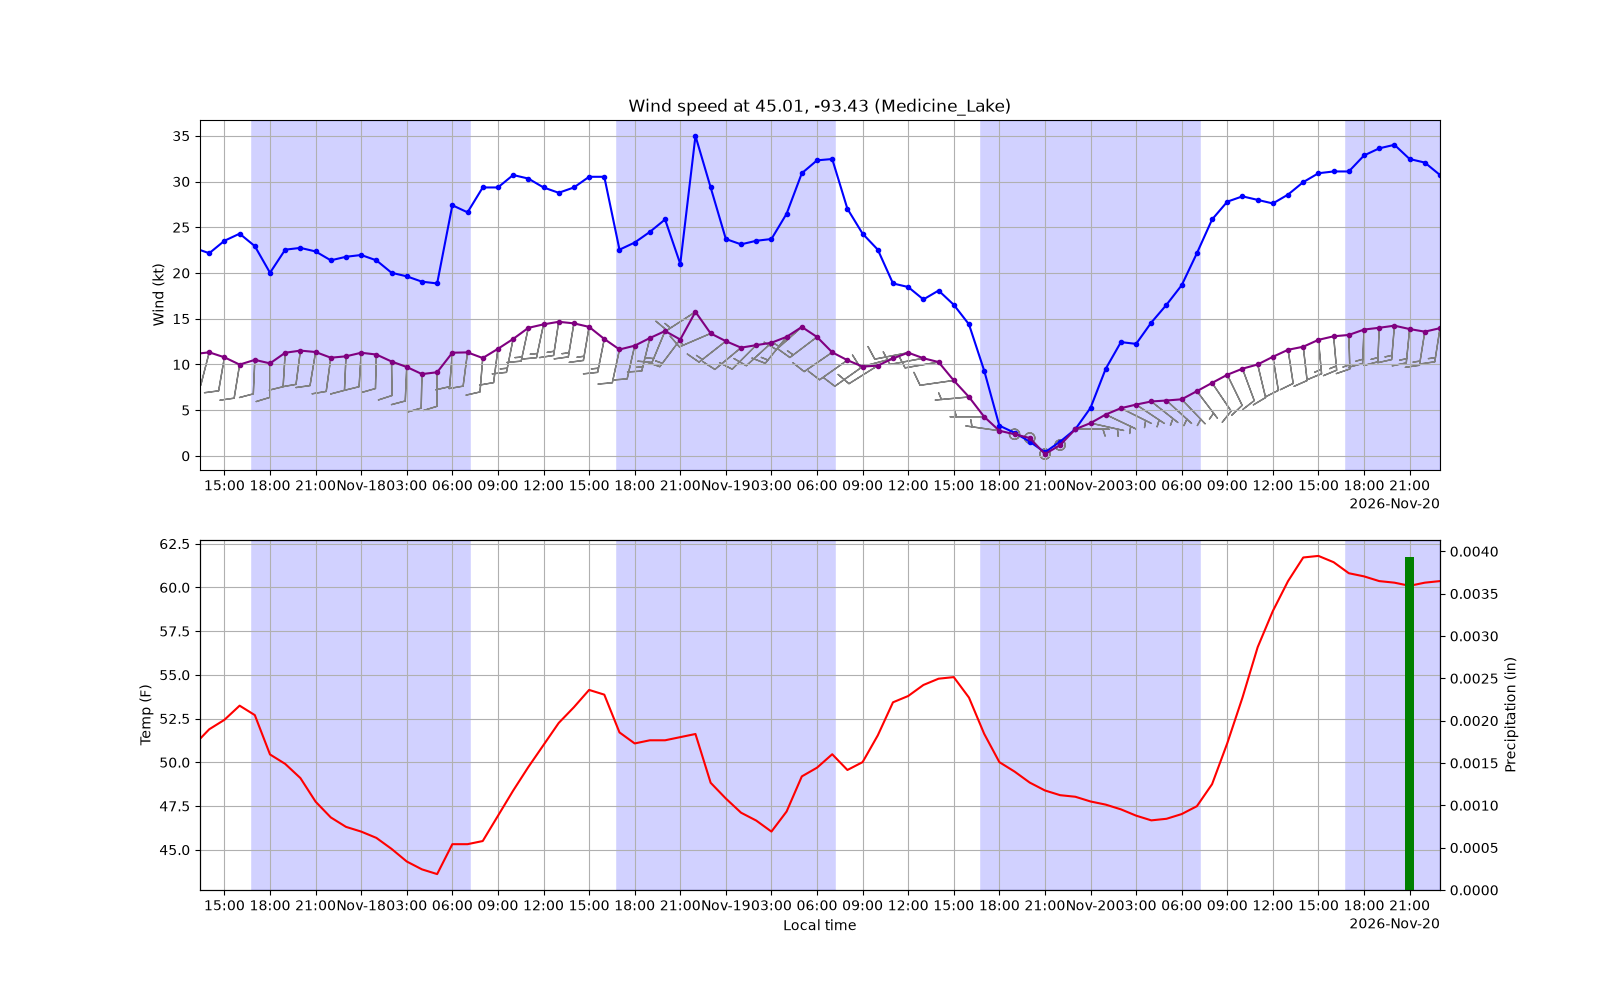 Wind speed at 45.01, -93.43 (Medicine_Lake)
35
30
25
20
15
10
5
0
Wind (kt)
15:00 18:00 21:00 Nov-18 03:00 06:00 09:00 12:00 15:00 18:00 21:00 Nov-19 03:00 06:00 09:00 12:00 15:00 18:00 21:00 Nov-20 03:00 06:00 09:00 12:00 15:00 18:00 21:00
2026-Nov-20
62.5
60.0
57.5
55.0
52.5
50.0
47.5
45.0
Temp (F)
0.0040
0.0035
0.0030
0.0025
0.0020
0.0015
0.0010
0.0005
0.0000
Precipitation (in)
15:00 18:00 21:00 Nov-18 03:00 06:00 09:00 12:00 15:00 18:00 21:00 Nov-19 03:00 06:00 09:00 12:00 15:00 18:00 21:00 Nov-20 03:00 06:00 09:00 12:00 15:00 18:00 21:00
Local time
2026-Nov-20